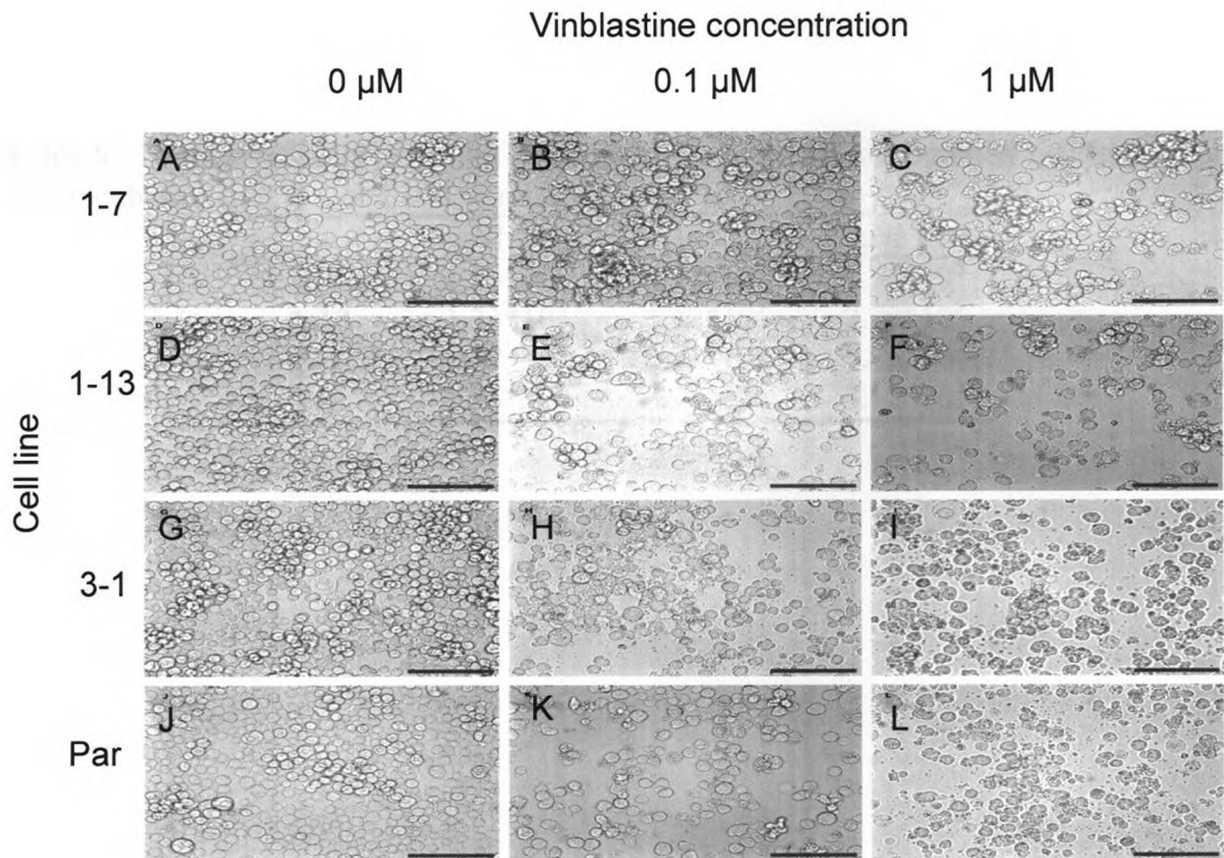 Vinblastine concentration
0 µM 0.1 µM 1 µM
Cell line
1-7
A B C
1-13
D E F
3-1
G H I
Par
J K L